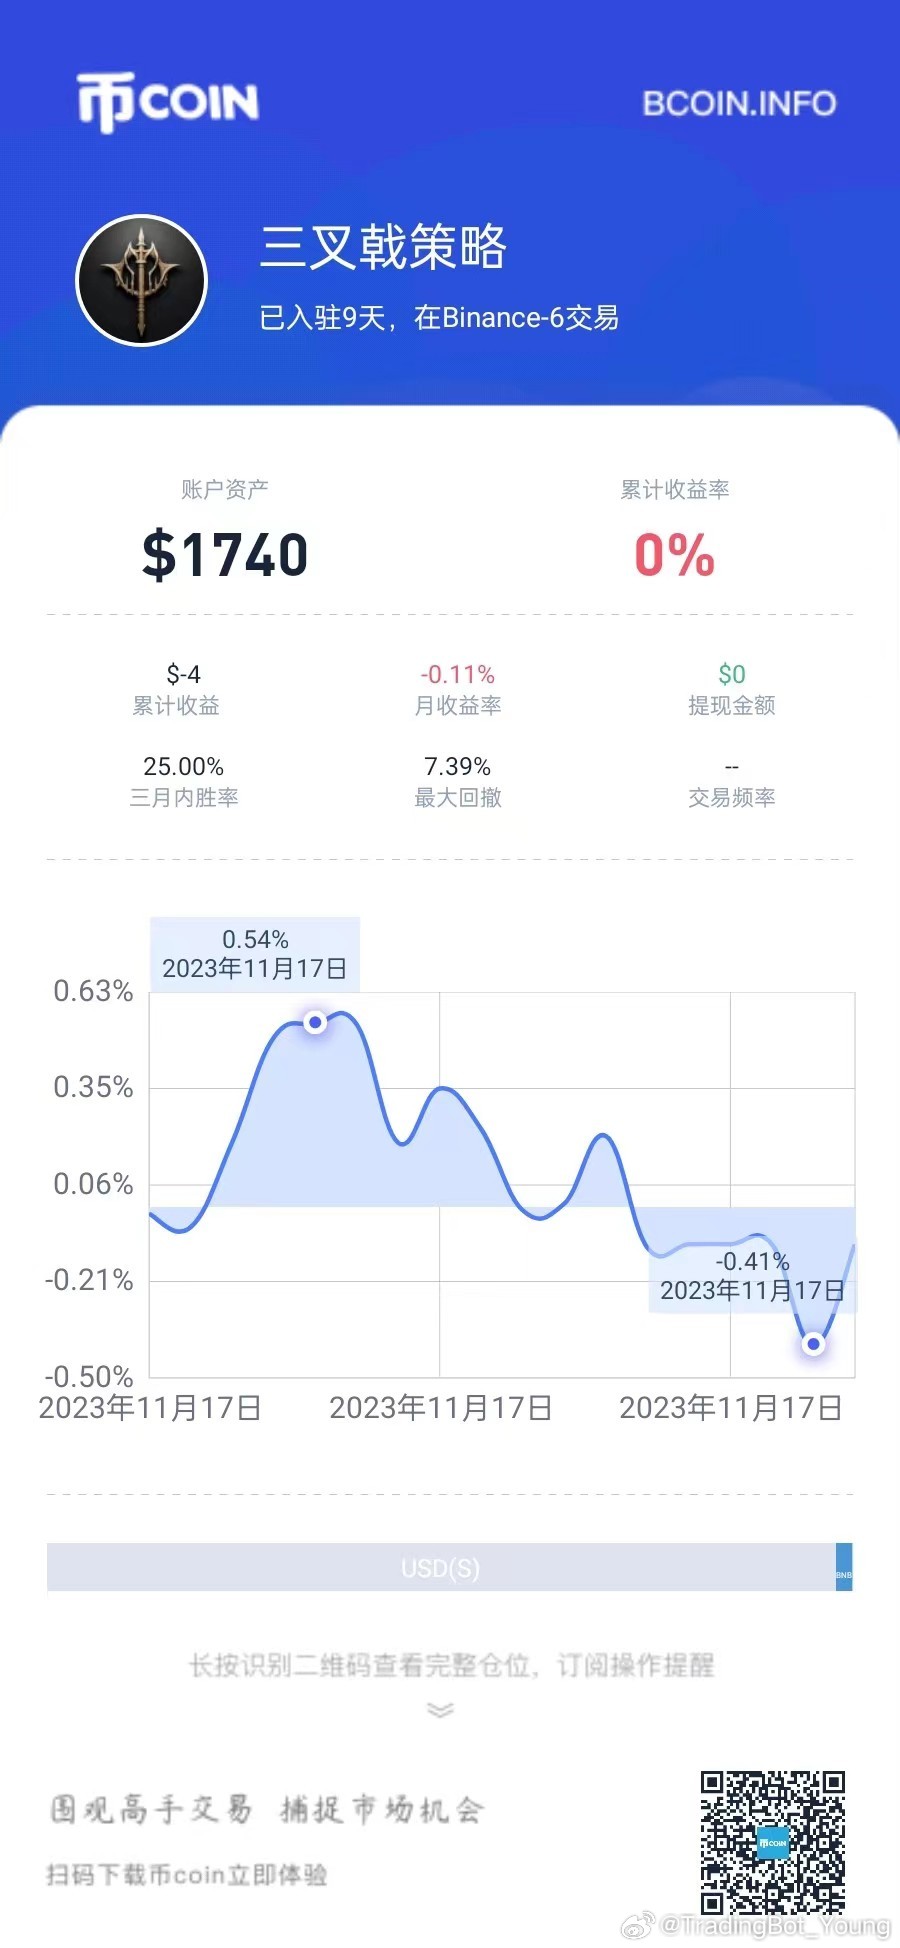 币COIN
BCOIN.INFO
三叉戟策略
已入驻9天，在Binance-6交易
账户资产
累计收益率
$1740
0%
$-4
-0.11%
$0
累计收益
月收益率
提现金额
25.00%
7.39%
--
三月内胜率
最大回撤
交易频率
0.54%
2023年11月17日
0.63%
0.35%
0.06%
-0.21%
-0.50%
-0.41%
2023年11月17日
2023年11月17日
2023年11月17日
2023年11月17日
USD(S)
BNB
长按识别二维码查看完整仓位，订阅操作提醒
围观高手交易 捕捉市场机会
扫码下载币coin立即体验
币COIN
@TradingBot_Young